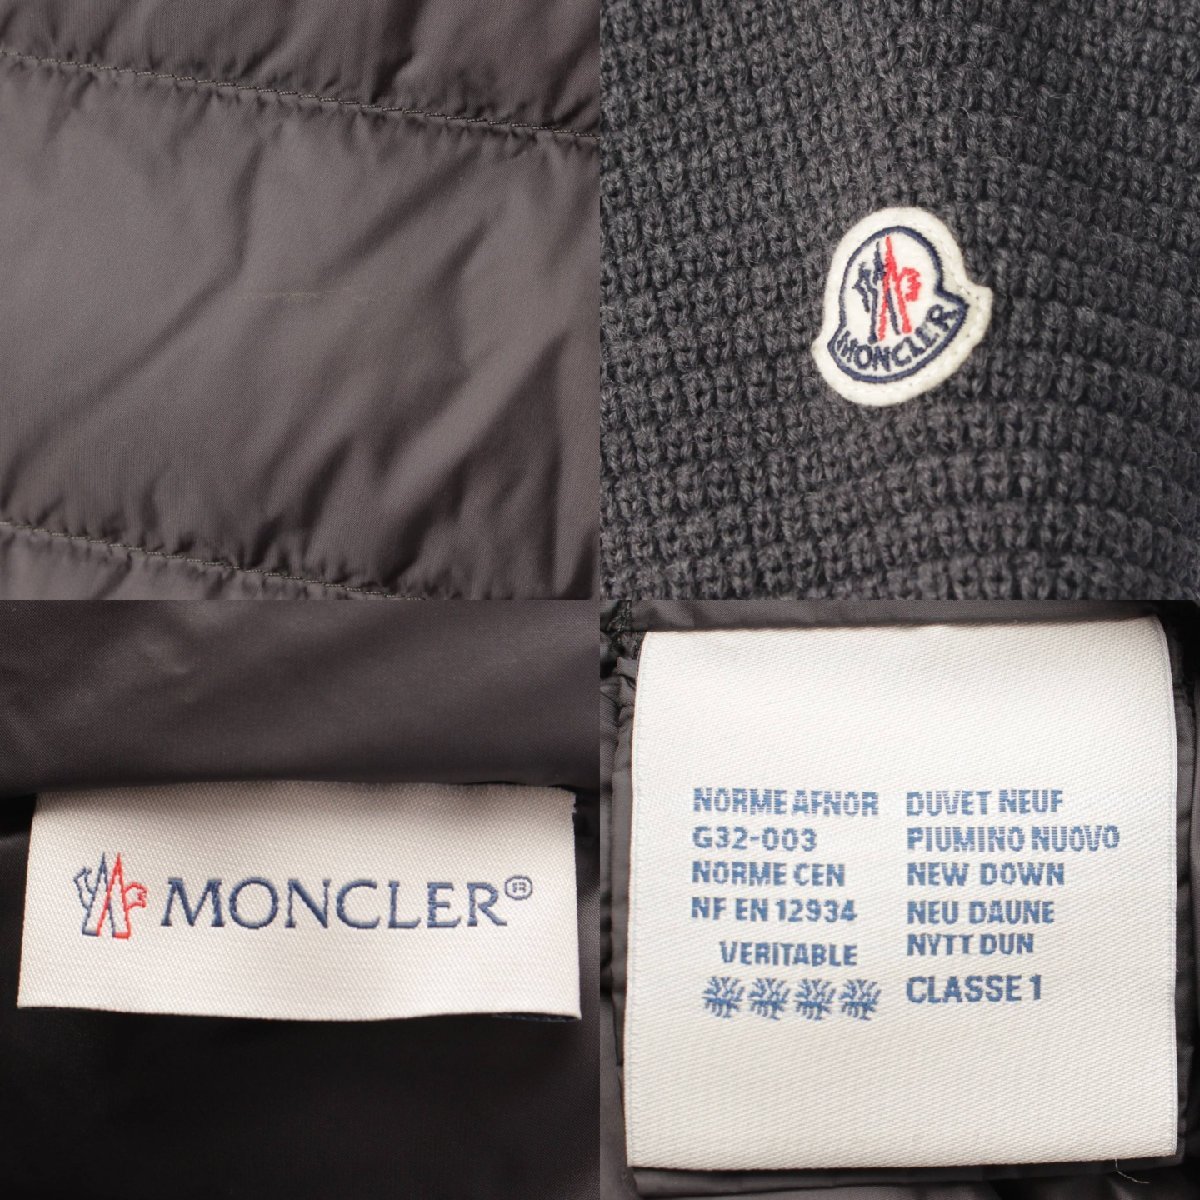 MONCLER
MONCLER®
NORME AFNOR
G32-003
NORME CEN
NF EN 12934
VERITABLE
DUVET NEUF
PIUMINO NUOVO
NEW DOWN
NEU DAUNE
NYTT DUN
CLASSE 1